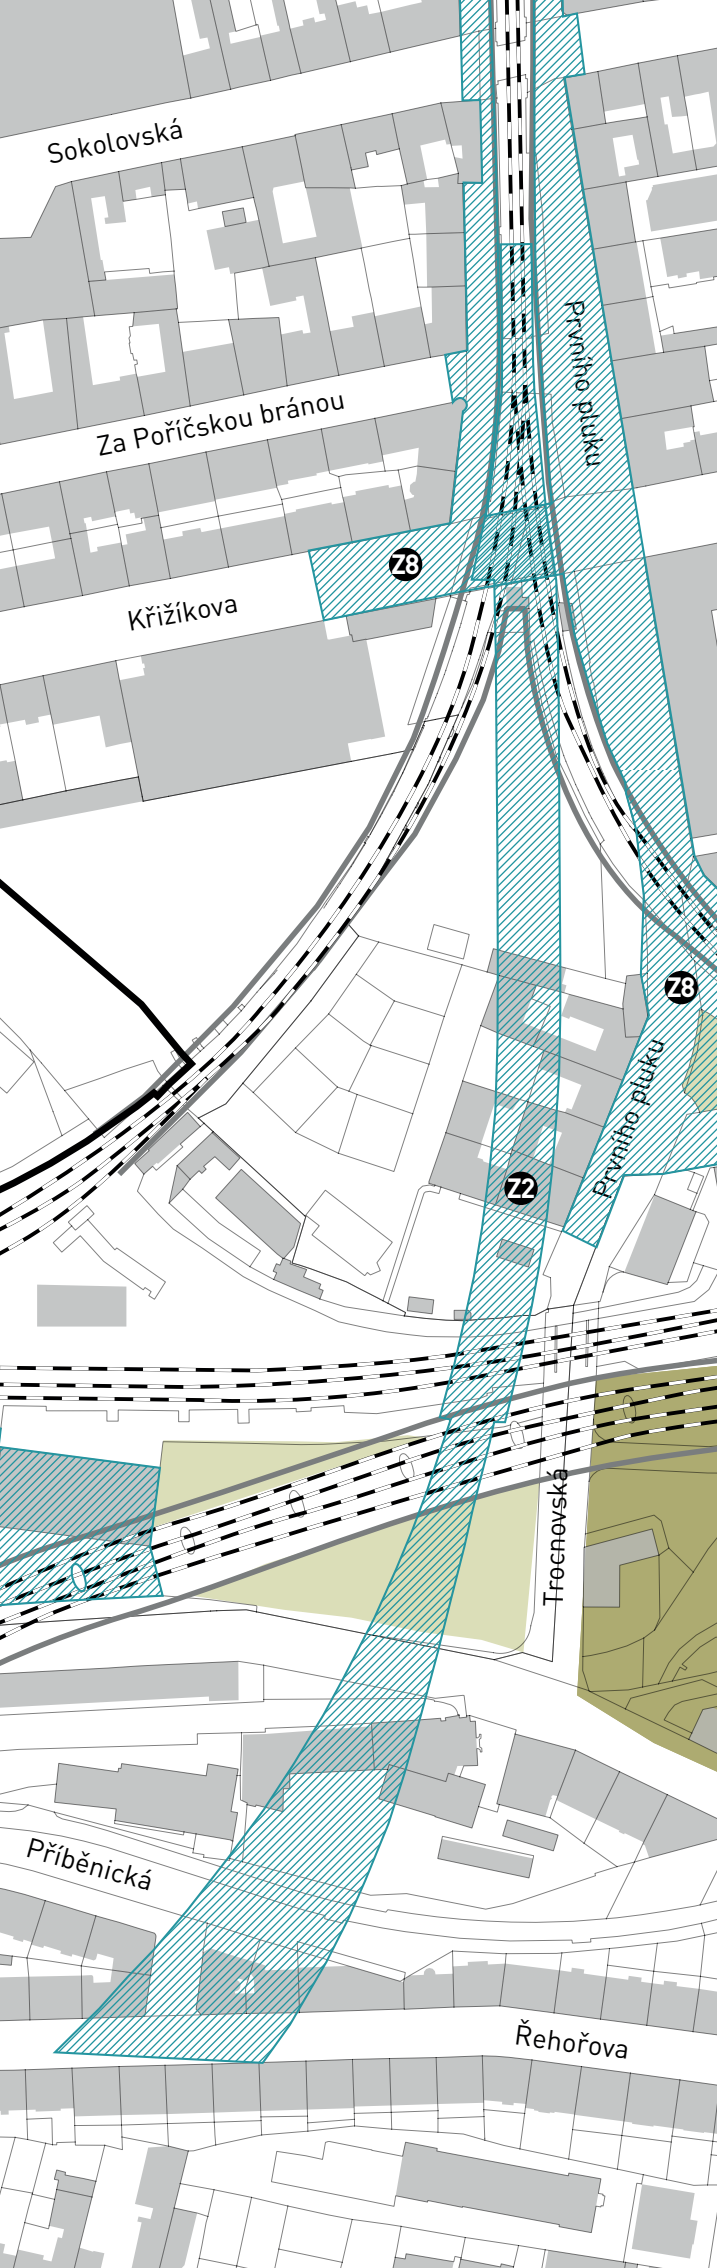 Sokolovská
Prvního pluku
Za Poříčskou bránou
Z8
Křižíkova
Z8
Prvního pluku
Z2
Trocnovská
Příběnická
Řehořova